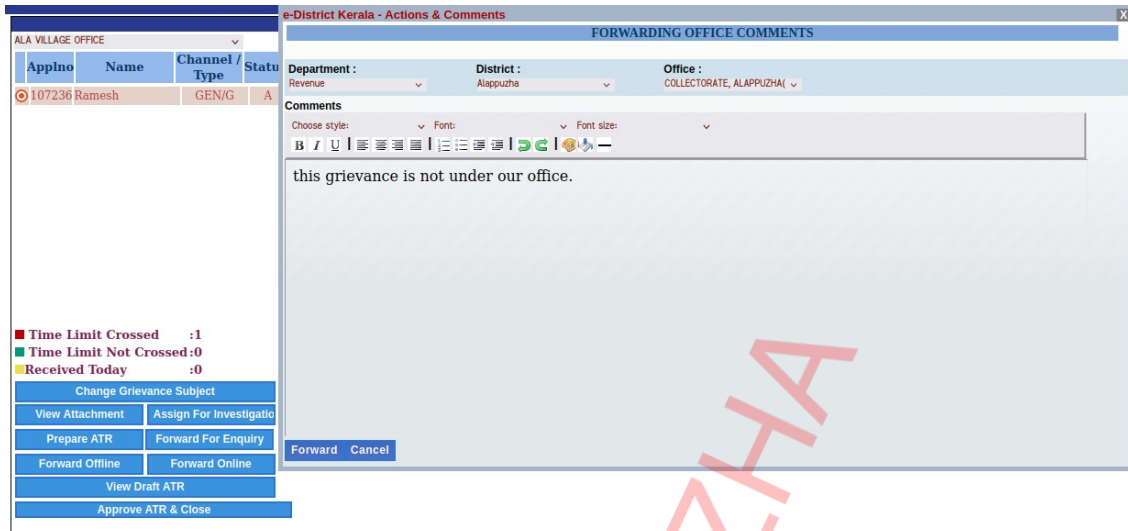 e-District Kerala - Actions & Comments
X
FORWARDING OFFICE COMMENTS
ALA VILLAGE OFFICE
Applno Name Channel / Type Statu
107236 Ramesh GEN/G A
Department : District : Office :
Revenue Alappuzha COLLECTORATE, ALAPPUZHA(
Comments
Choose style: Font: Font size:
B I U
this grievance is not under our office.
Time Limit Crossed :1
Time Limit Not Crossed:0
Received Today :0
Change Grievance Subject
View Attachment Assign For Investigatio
Prepare ATR Forward For Enquiry
Forward Offline Forward Online
View Draft ATR
Approve ATR & Close
Forward Cancel
ZHA